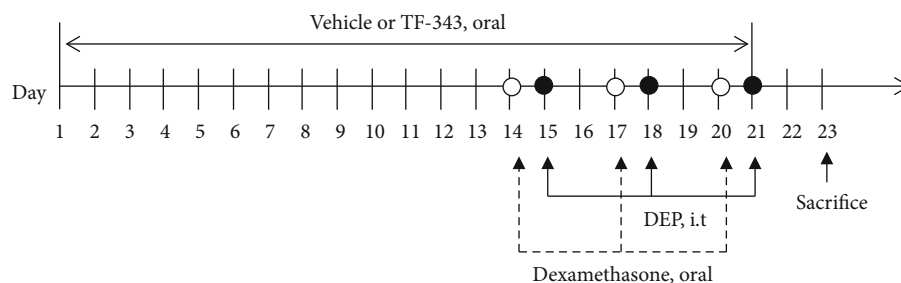 Vehicle or TF-343, oral
Day
1 2 3 4 5 6 7 8 9 10 11 12 13 14 15 16 17 18 19 20 21 22 23
Sacrifice
DEP, i.t
Dexamethasone, oral